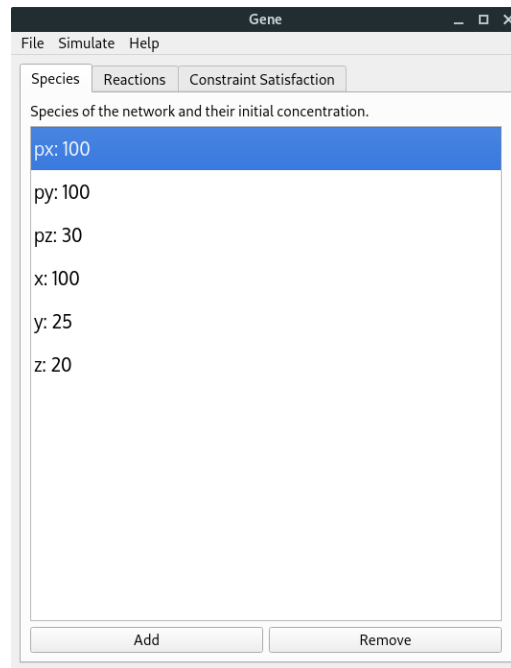 Gene
File Simulate Help
Species Reactions Constraint Satisfaction
Species of the network and their initial concentration.
px: 100
py: 100
pz: 30
x: 100
y: 25
z: 20
Add Remove